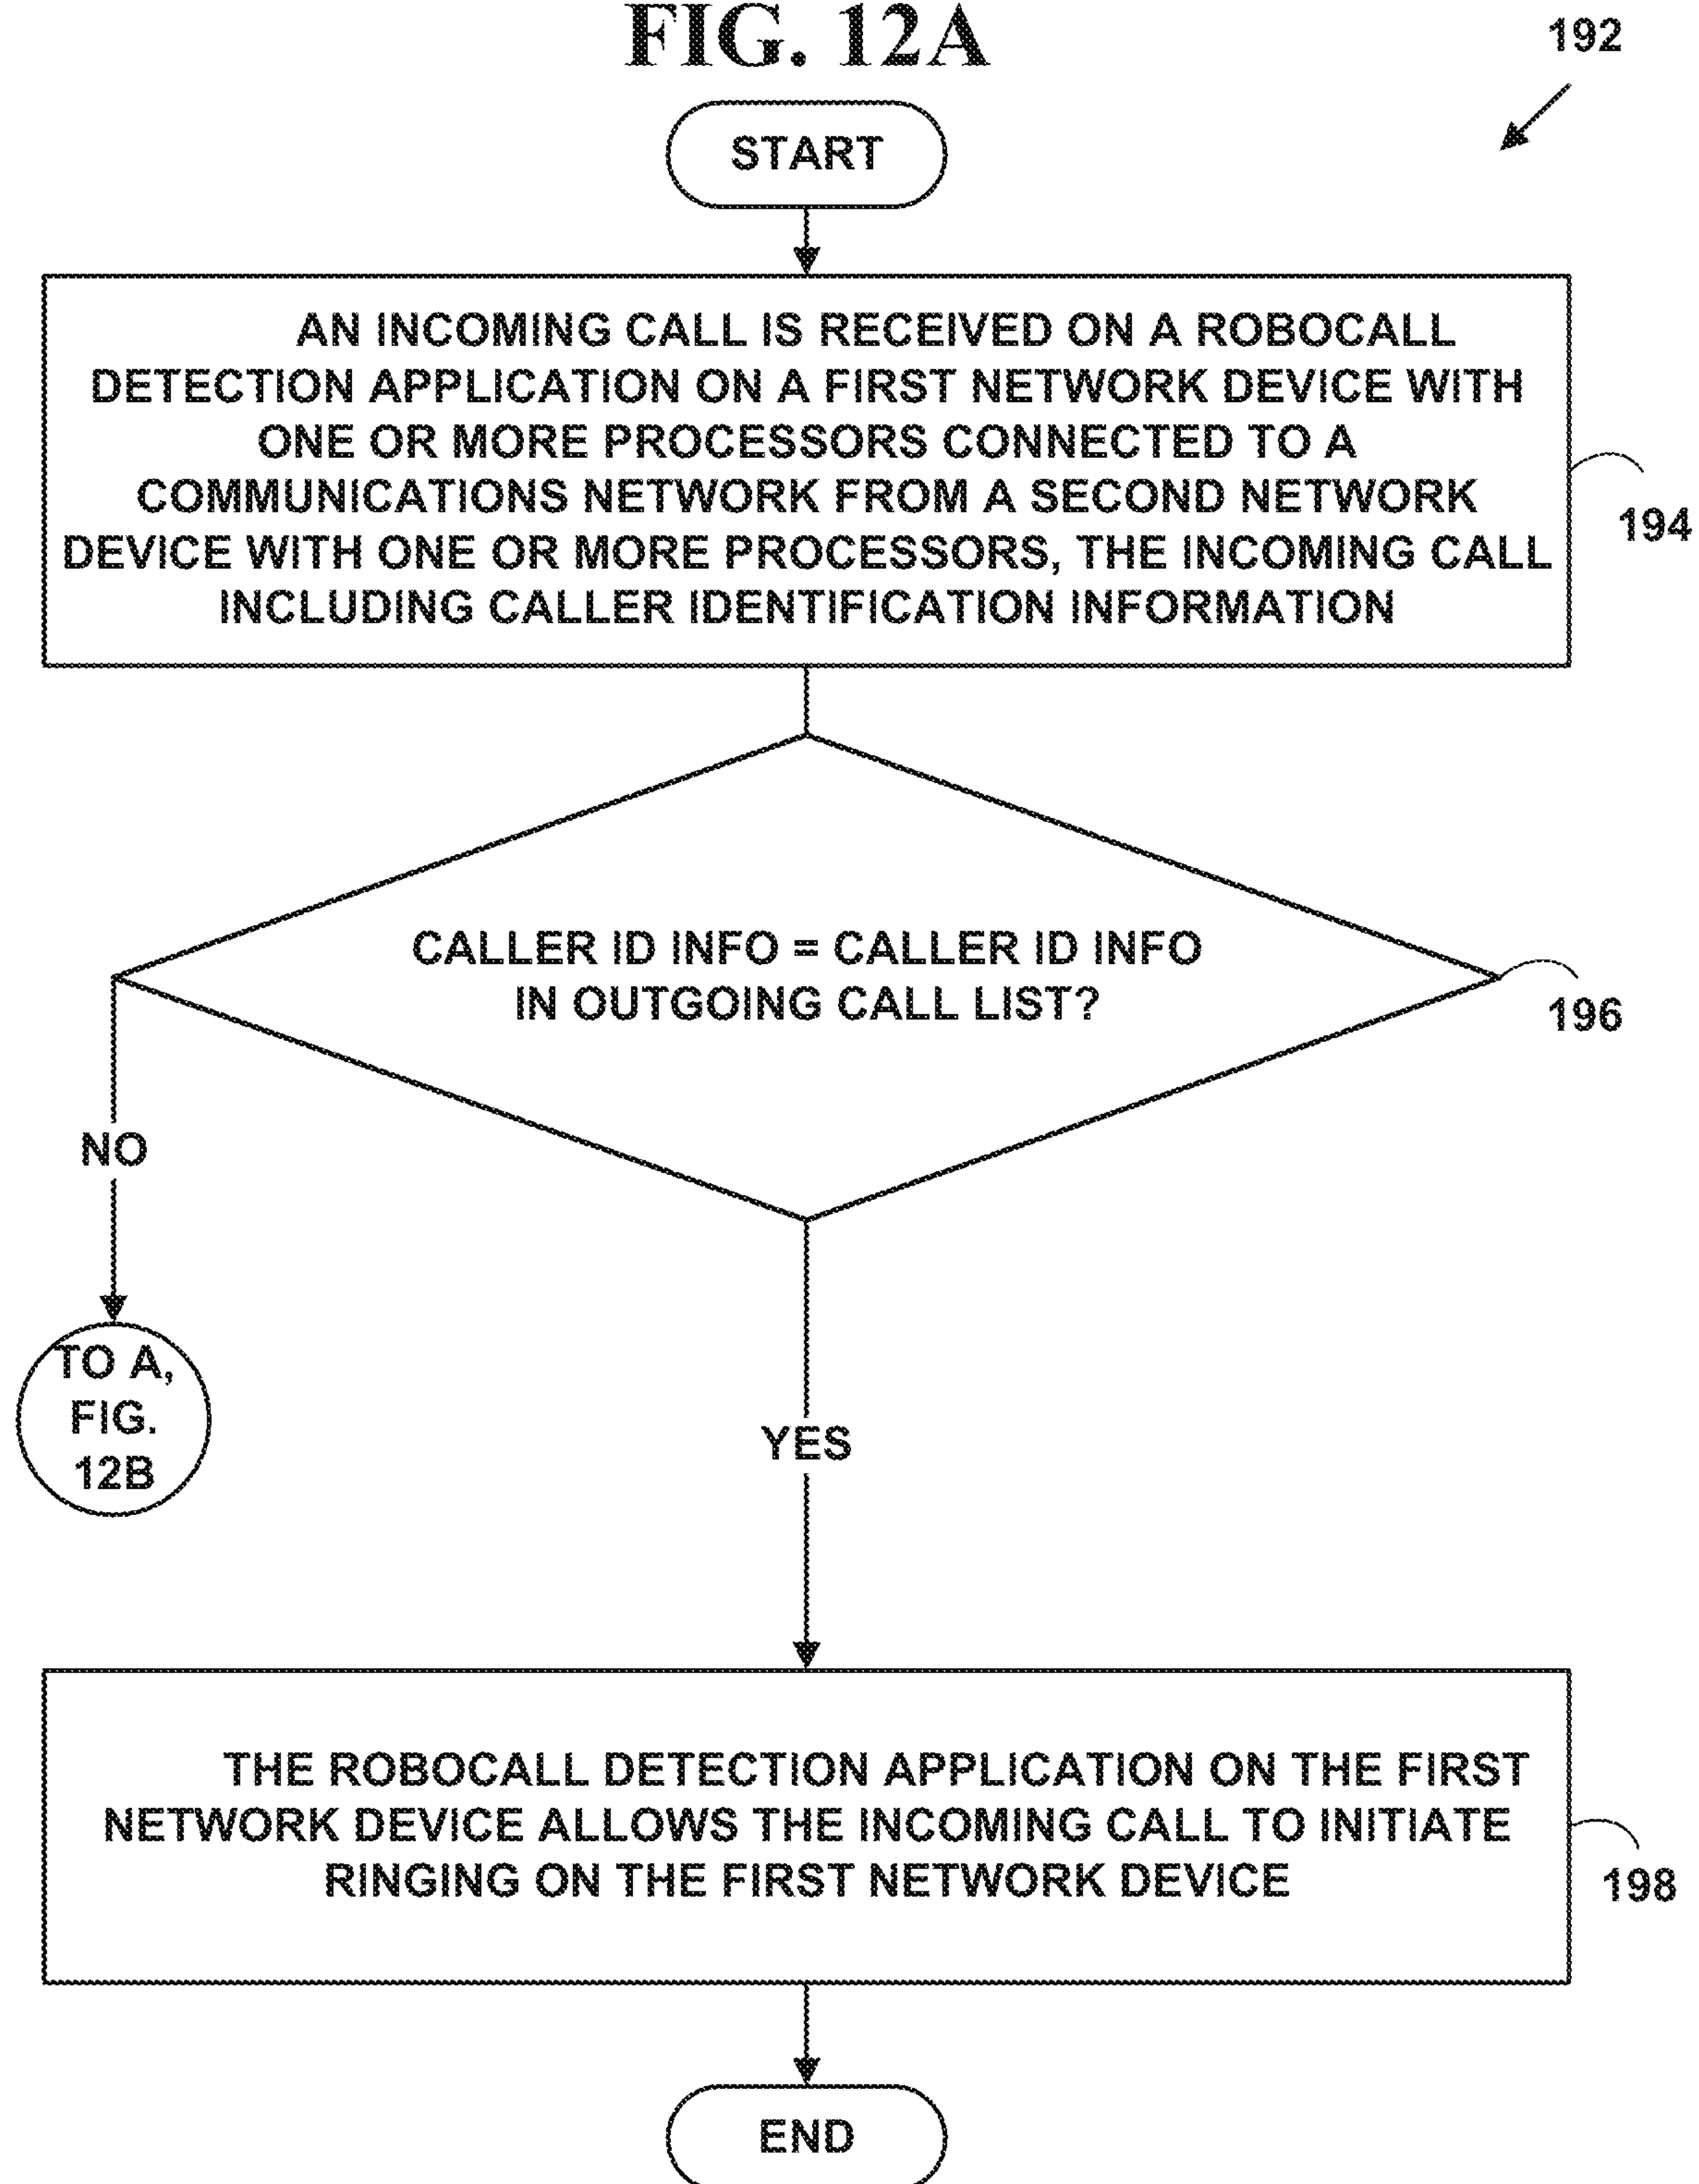 FIG. 12A
192
START
AN INCOMING CALL IS RECEIVED ON A ROBOCALL
DETECTION APPLICATION ON A FIRST NETWORK DEVICE WITH
ONE OR MORE PROCESSORS CONNECTED TO A
COMMUNICATIONS NETWORK FROM A SECOND NETWORK
DEVICE WITH ONE OR MORE PROCESSORS, THE INCOMING CALL
INCLUDING CALLER IDENTIFICATION INFORMATION
194
CALLER ID INFO = CALLER ID INFO
IN OUTGOING CALL LIST?
196
NO
TO A,
FIG.
12B
YES
THE ROBOCALL DETECTION APPLICATION ON THE FIRST
NETWORK DEVICE ALLOWS THE INCOMING CALL TO INITIATE
RINGING ON THE FIRST NETWORK DEVICE
198
END